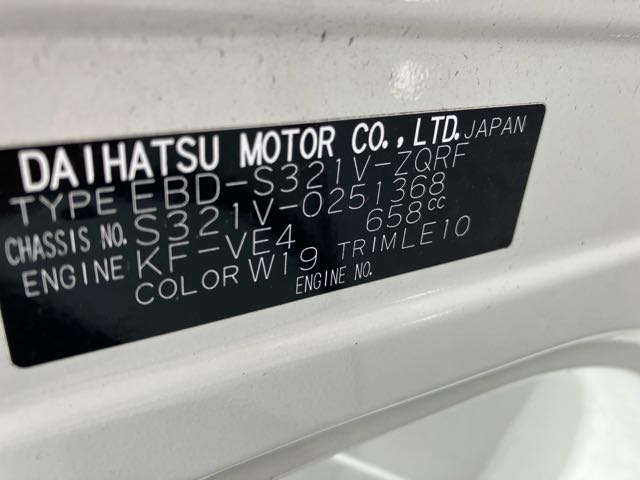 DAIHATSU MOTOR CO.,LTD. JAPAN
TYPE EBD-S321V-ZQRF
CHASSIS NO. S321V-0251368
ENGINE KF-VE4 658cc
COLOR W19 TRIM LE10
ENGINE NO.